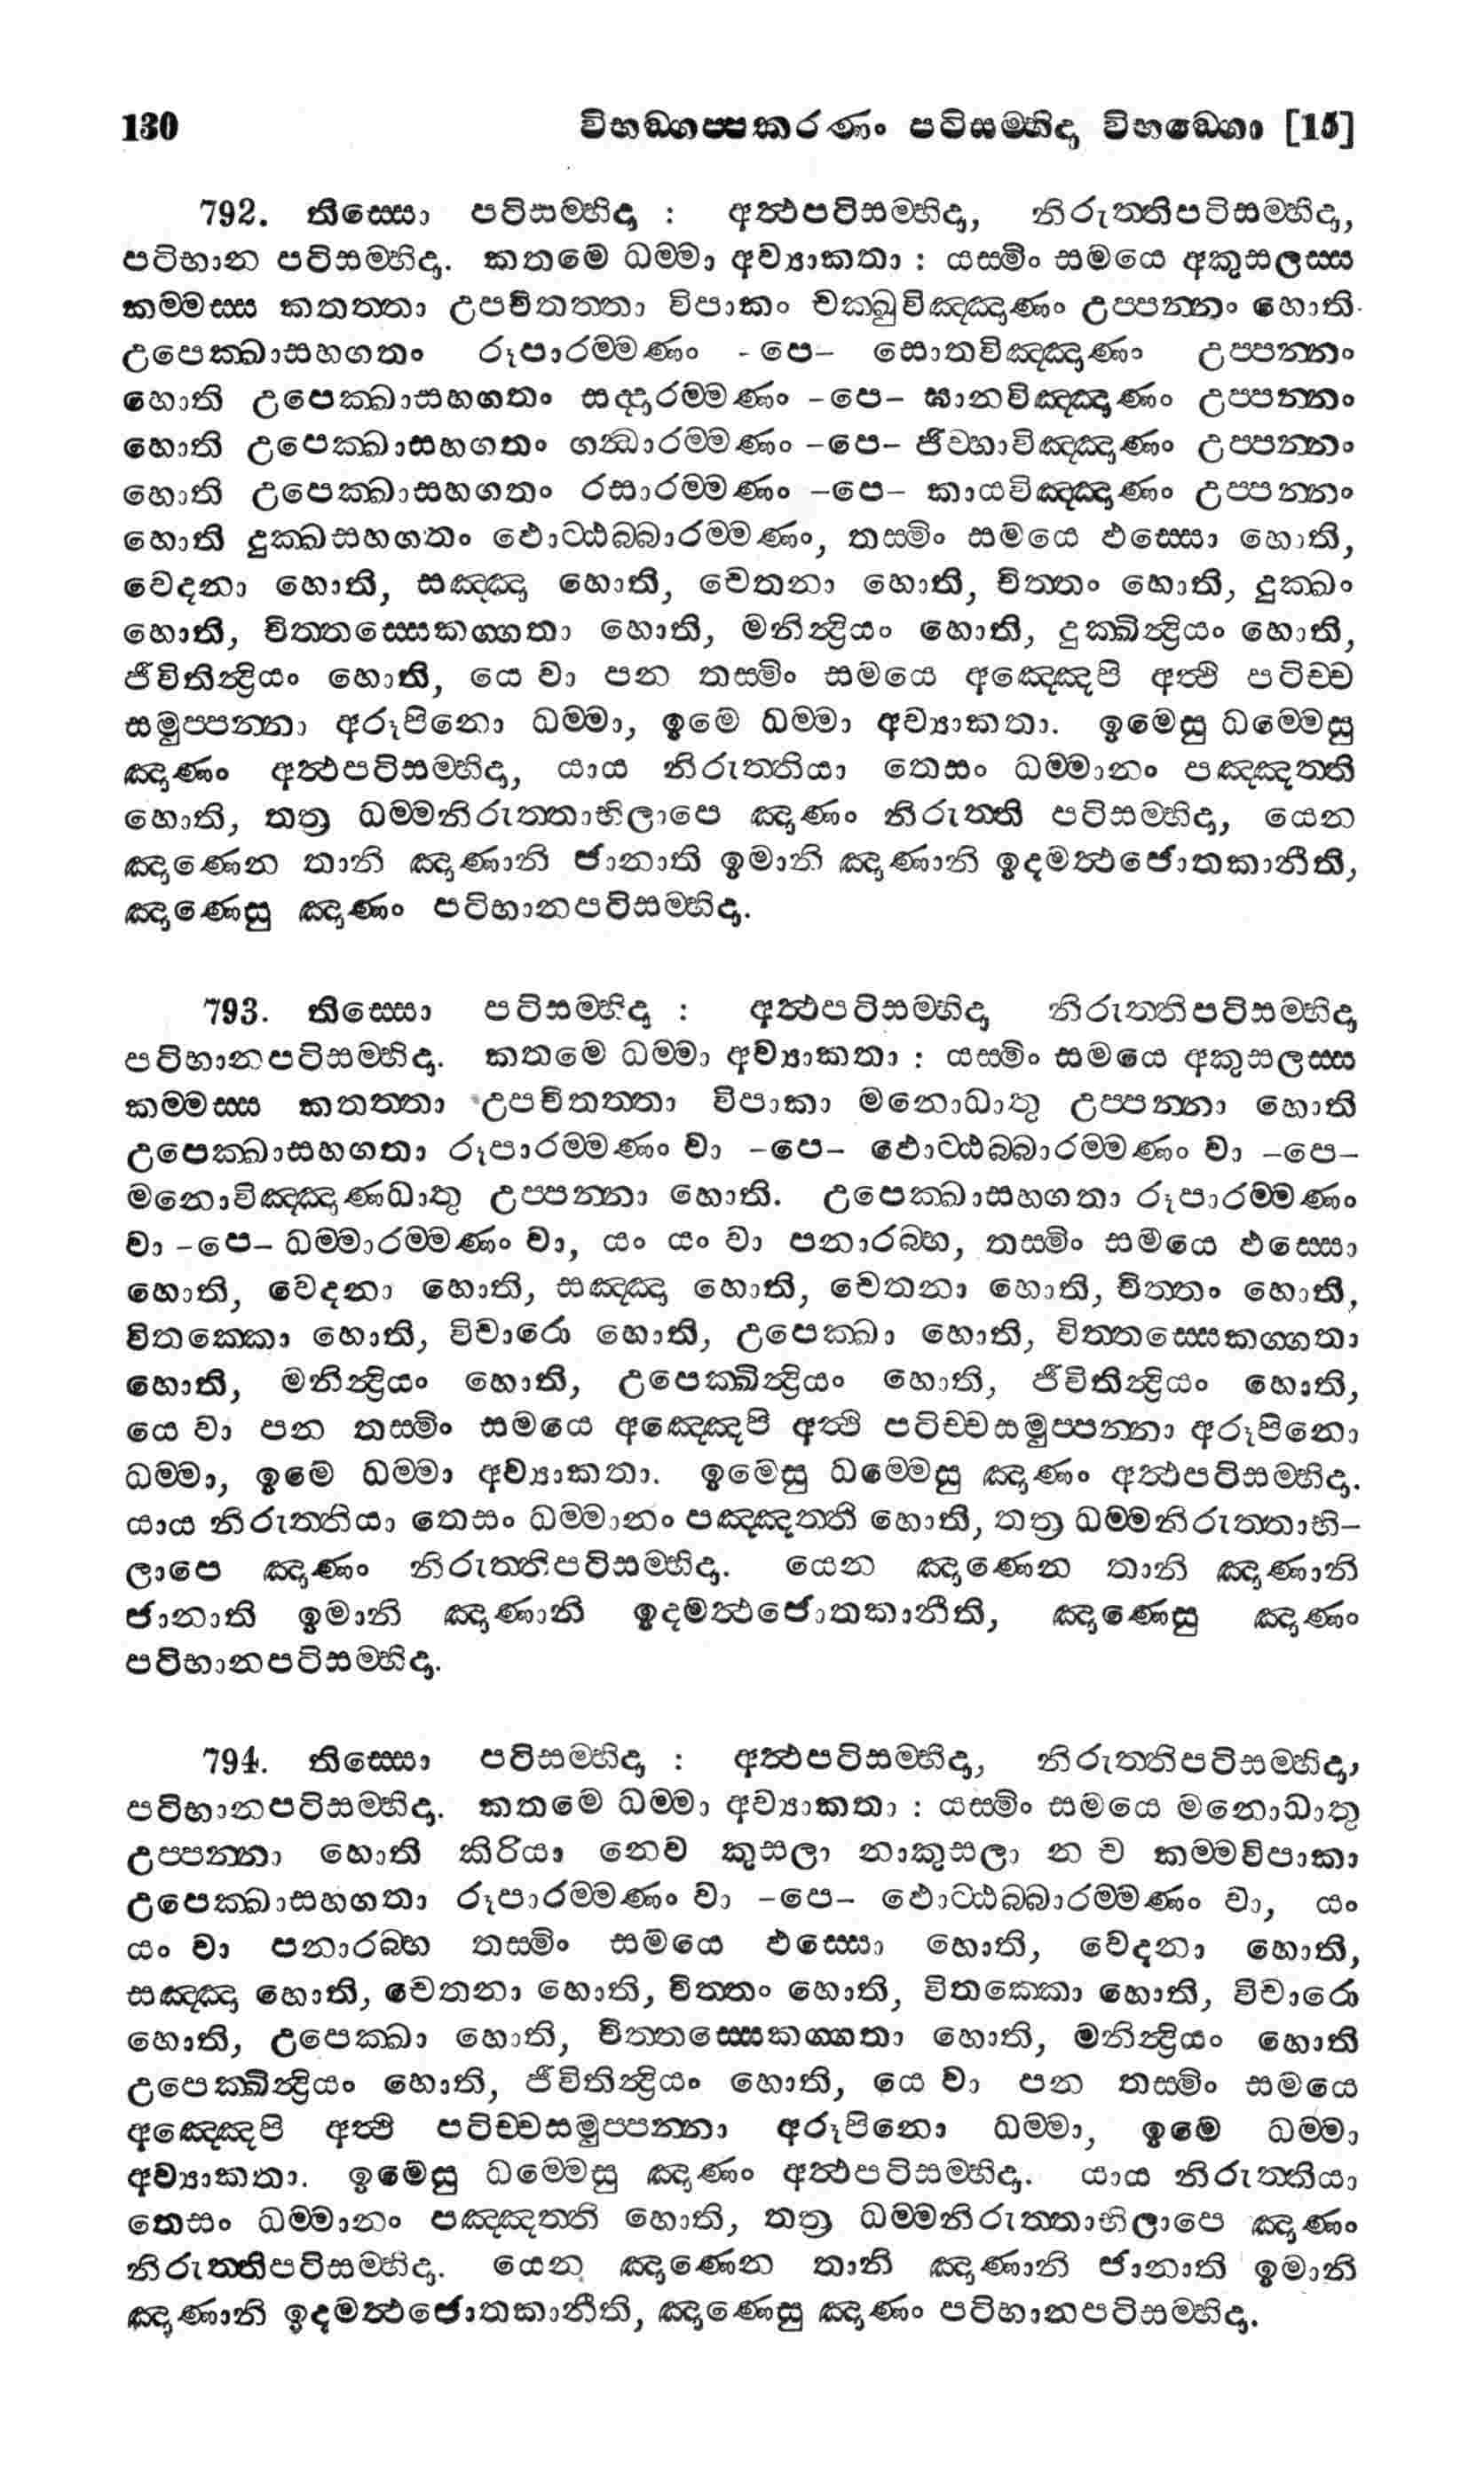 130 විභඞ‍්ගප‍්පකරණං පටිසම‍්භිදා විභඞ‍්ගො [15]
792. තිස‍්සො පටිසම‍්භිදා : අත්‍ථපටිසම‍්භිදා, නිරුත‍්තිපටිසම‍්භිදා,
පටිභාන පටිසම‍්භිදා. කතමෙ ධම‍්මා අව්‍යාකතා : යස‍්මිං සමයෙ අකුසලස‍්ස
කම‍්මස‍්ස කතත‍්තා උපචිතත‍්තා විපාකං චක‍්ඛුවිඤ‍්ඤාණං උප‍්පන‍්නං හොති
උපෙක‍්ඛාසහගතං රූපාරම‍්මණං -පෙ- සොතවිඤ‍්ඤාණා උප‍්පන‍්නං
හොති උපෙක‍්ඛාසහගතං සද‍්දාරම‍්මණං -පෙ- ඝානවිඤ‍්ඤාණං උප‍්පන‍්නං
හොති උපෙක‍්ඛාසහගතං ගන්‍ධාරම‍්මණං -පෙ- ජිව‍්හාවිඤ‍්ඤාණං උප‍්පන‍්නං
හොති උපෙක‍්ඛාසහගතං රසාරම‍්මණං -පෙ- කායවිඤ‍්ඤාණං උප‍්පන‍්නං
හොති දුක‍්ඛසහගතං ඵොට‍්ඨබ‍්බාරම‍්මණං, තස‍්මිං සමයෙ ඵස‍්සො හොති,
වෙදනා හොති, සඤ‍්ඤා හොති, චෙතනා හොති, චිත‍්තං හොති, දුක‍්ඛං
හොති, චිත‍්තස‍්සෙකග‍්ගතා හොති, මනින්‍ද්‍රියං හොති, දුක‍්ඛින්‍ද්‍රියං හොති,
ජීවිතින්‍ද්‍රියං හොති, යෙ වා පන තස‍්මිං සමයෙ අඤ‍්ඤෙපි අත්‍ථි පටිච‍්ච
සමුප‍්පන‍්නා අරූපිනො ධම‍්මා, ඉමෙ ධම‍්මා අව්‍යාකතා. ඉමෙසු ධම‍්මෙසු
ඤාණං අත්‍ථපටිසම‍්භිදා, යාය නිරුත‍්තියා තෙසං ධම‍්මානං පඤ‍්ඤත‍්ති
හොති, තත්‍ර ධම‍්මනිරුත‍්තාභිලාපෙ ඤාණං නිරුත‍්ති පටිසම‍්භිදා, යෙන
ඤාණෙන තානි ඤාණානි ජානාති ඉමානි ඤාණානි ඉදමත්‍ථජොතකානීති,
ඤාණෙසු ඤාණං පටිභානපටිසම‍්භිදා.
793. තිස‍්සො පටිසම‍්භිදා : අත්‍ථපටිසම‍්භිදා නිරුත‍්තිපටිසම‍්භිදා
පටිභානපටිසම‍්භිදා. කතමෙ ධම‍්මා අව්‍යාකතා : යස‍්මිං සමයෙ අකුසලස‍්ස
කම‍්මස‍්ස කතත‍්තා උපචිතත‍්තා විපාකා මනොධාතු උප‍්පන‍්නා හොති
උපෙක‍්ඛාසහගතා රූපාරම‍්මණං වා -පෙ- ඵොට‍්ඨබ‍්බාරම‍්මණං වා -පෙ-
මනොවිඤ‍්ඤාණධාතු උප‍්පන‍්නා හොති. උපෙක‍්ඛාසහගතා රූපාරම‍්මණං
වා -පෙ- ධම‍්මාරම‍්මණං වා, යං යං වා පනාරබ‍්භ, තස‍්මිං සමයෙ ඵස‍්සො
හොති, වෙදනා හොති, සඤ‍්ඤා හොති, චෙතනා හොති, චිත‍්තං හොති,
විතක‍්කො හොති, විචාරො හොති, උපෙක‍්ඛා හොති, චිත‍්තස‍්සෙකග‍්ගතා
හොති, මනින්‍ද්‍රියං හොති, උපෙක‍්ඛින්‍ද්‍රියං හොති, ජීවිතින්‍ද්‍රියං හොති,
යෙ වා පන තස‍්මිං සමයෙ අඤ‍්ඤෙපි අත්‍ථි පටිච‍්චසමුප‍්පන‍්නා අරූපිනො
ධම‍්මා, ඉමෙ ධම‍්මා අව්‍යාකතා. ඉමෙසු ධම‍්මෙසු ඤාණං අත්‍ථපටිසම‍්භිදා.
යාය නිරුත‍්තියා තෙසං ධම‍්මානං පඤ‍්ඤත‍්ති හොති, තත්‍ර ධම‍්මනිරුත‍්තාභි-
ලාපෙ ඤාණං නිරුත‍්තිපටිසම‍්භිදා. යෙන ඤාණෙන තානි ඤාණානි
ජානාති ඉමානි ඤාණානි ඉදමත්‍ථජොතකානීති, ඤාණෙසු ඤාණං
පටිභානපටිසම‍්භිදා.
794. තිස‍්සො පටිසම‍්භිදා : අත්‍ථපටිසම‍්භිදා, නිරුත‍්තිපටිසම‍්භිදා,
පටිභානපටිසම‍්භිදා. කතමෙ ධම‍්මා අව්‍යාකතා : යස‍්මිං සමයෙ මනොධාතු
උප‍්පන‍්නා හොති කිරියා නෙව කුසලා නාකුසලා න ච කම‍්මවිපාකා
උපෙක‍්ඛාසහගතා රූපාරම‍්මණං වා -පෙ- ඵොට‍්ඨබ‍්බාරම‍්මණං වා, යං
යං වා පනාරබ‍්භ තස‍්මිං සමයෙ ඵස‍්සො හොති, වෙදනා හොති,
සඤ‍්ඤා හොති, චෙතනා හොති, චිත‍්තං හොති, විතක‍්කො හොති, විචාරො
හොති, උපෙක‍්ඛා හොති, චිත‍්තස‍්සෙකග‍්ගතා හොති, මනින්‍ද්‍රියං හොති
උපෙක‍්ඛින්‍ද්‍රියං හොති, ජීවිතින්‍ද්‍රියං හොති, යෙ වා පන තස‍්මිං සමයෙ
අඤ‍්ඤෙපි අත්‍ථි පටිච‍්චසමුප‍්පන‍්නා අරූපිනො ධම‍්මා, ඉමෙ ධම‍්මා
අව්‍යාකතා. ඉමෙසු ධම‍්මෙසු ඤාණං අත්‍ථපටිසම‍්භිදා. යාය නිරුත‍්තියා
තෙසං ධම‍්මානං පඤ‍්ඤත‍්ති හොති, තත්‍ර ධම‍්මනිරුත‍්තාභිලාපෙ ඤාණං
නිරුත‍්තිපටිසම‍්භිදා. යෙන ඤාණෙන තානි ඤාණානි ජානාති ඉමානි
ඤාණානි ඉදමත්‍ථජොතකානීති, ඤාණෙසු ඤාණං පටිභානපටිසම‍්භිදා.